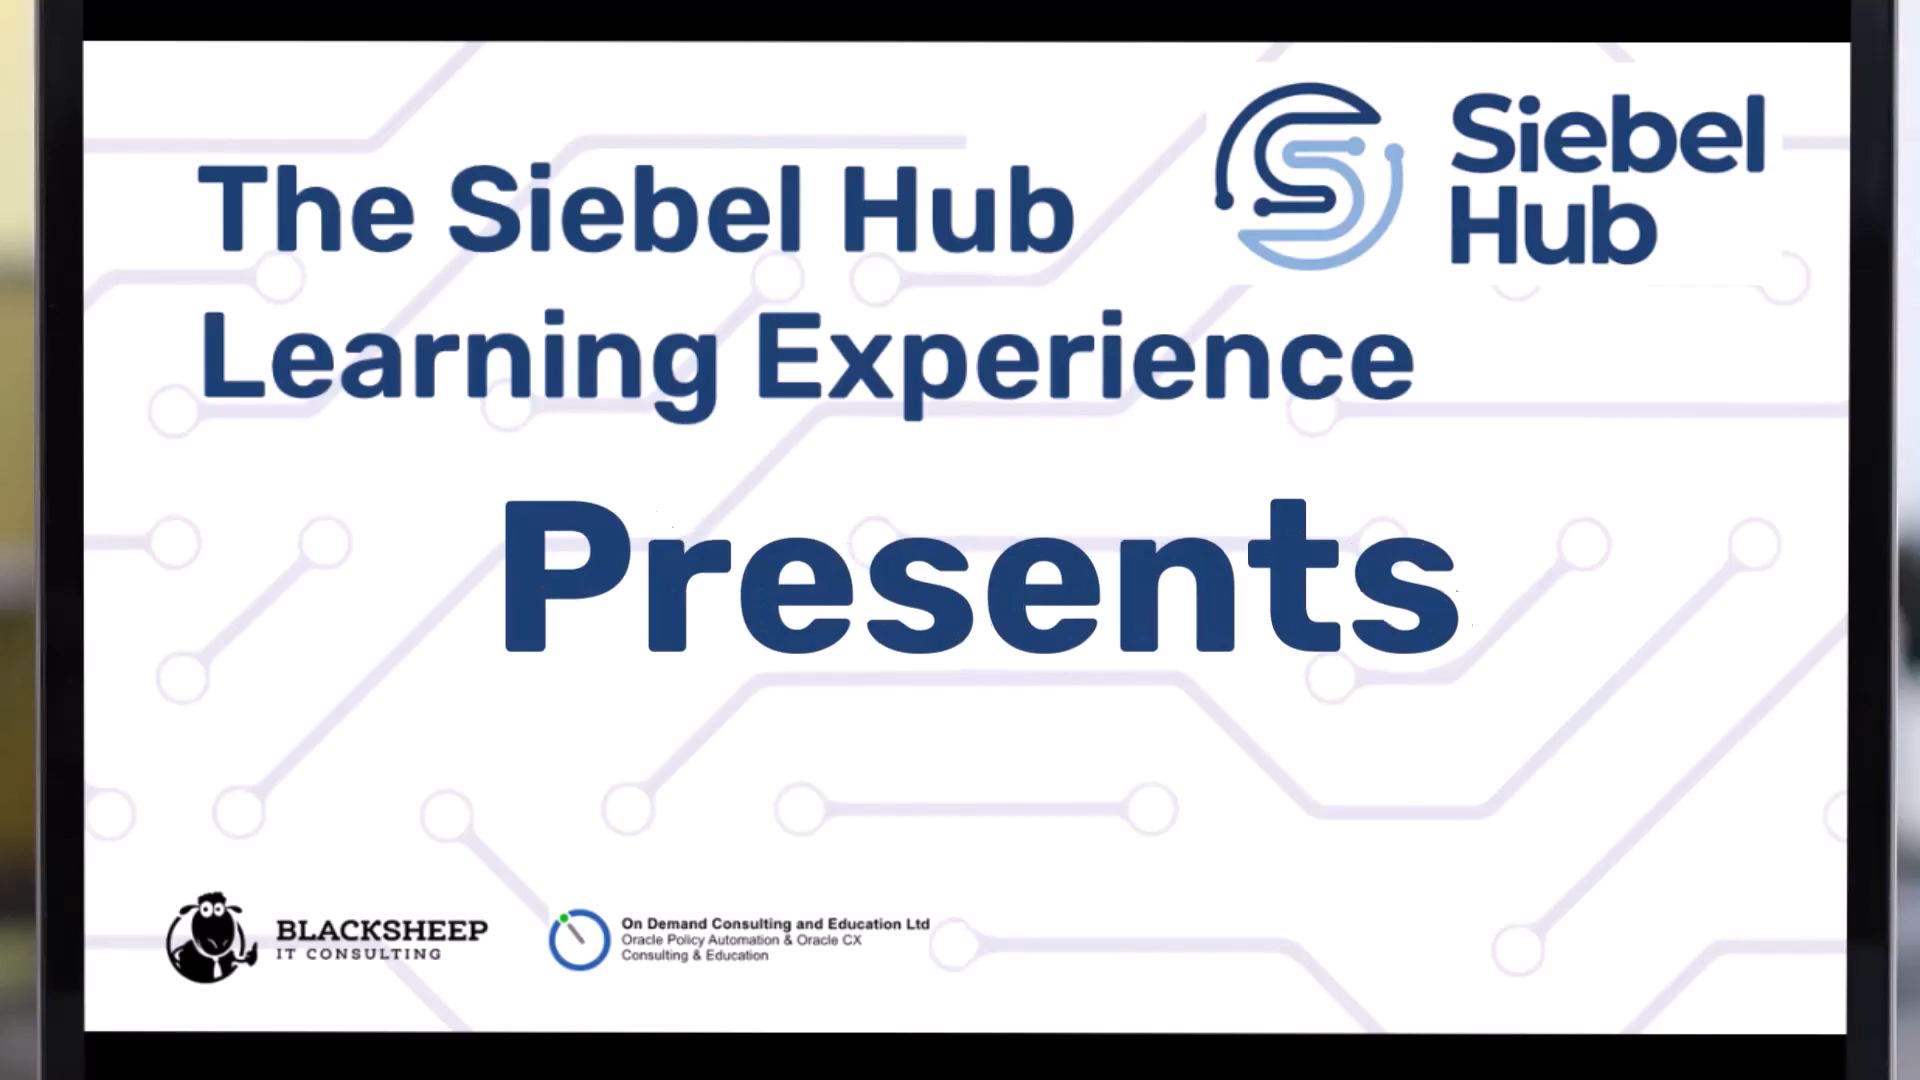 The Siebel Hub
Learning Experience
Presents
Siebel
Hub
BLACKSHEEP
IT CONSULTING
On Demand Consulting and Education Ltd
Oracle Policy Automation & Oracle CX
Consulting & Education